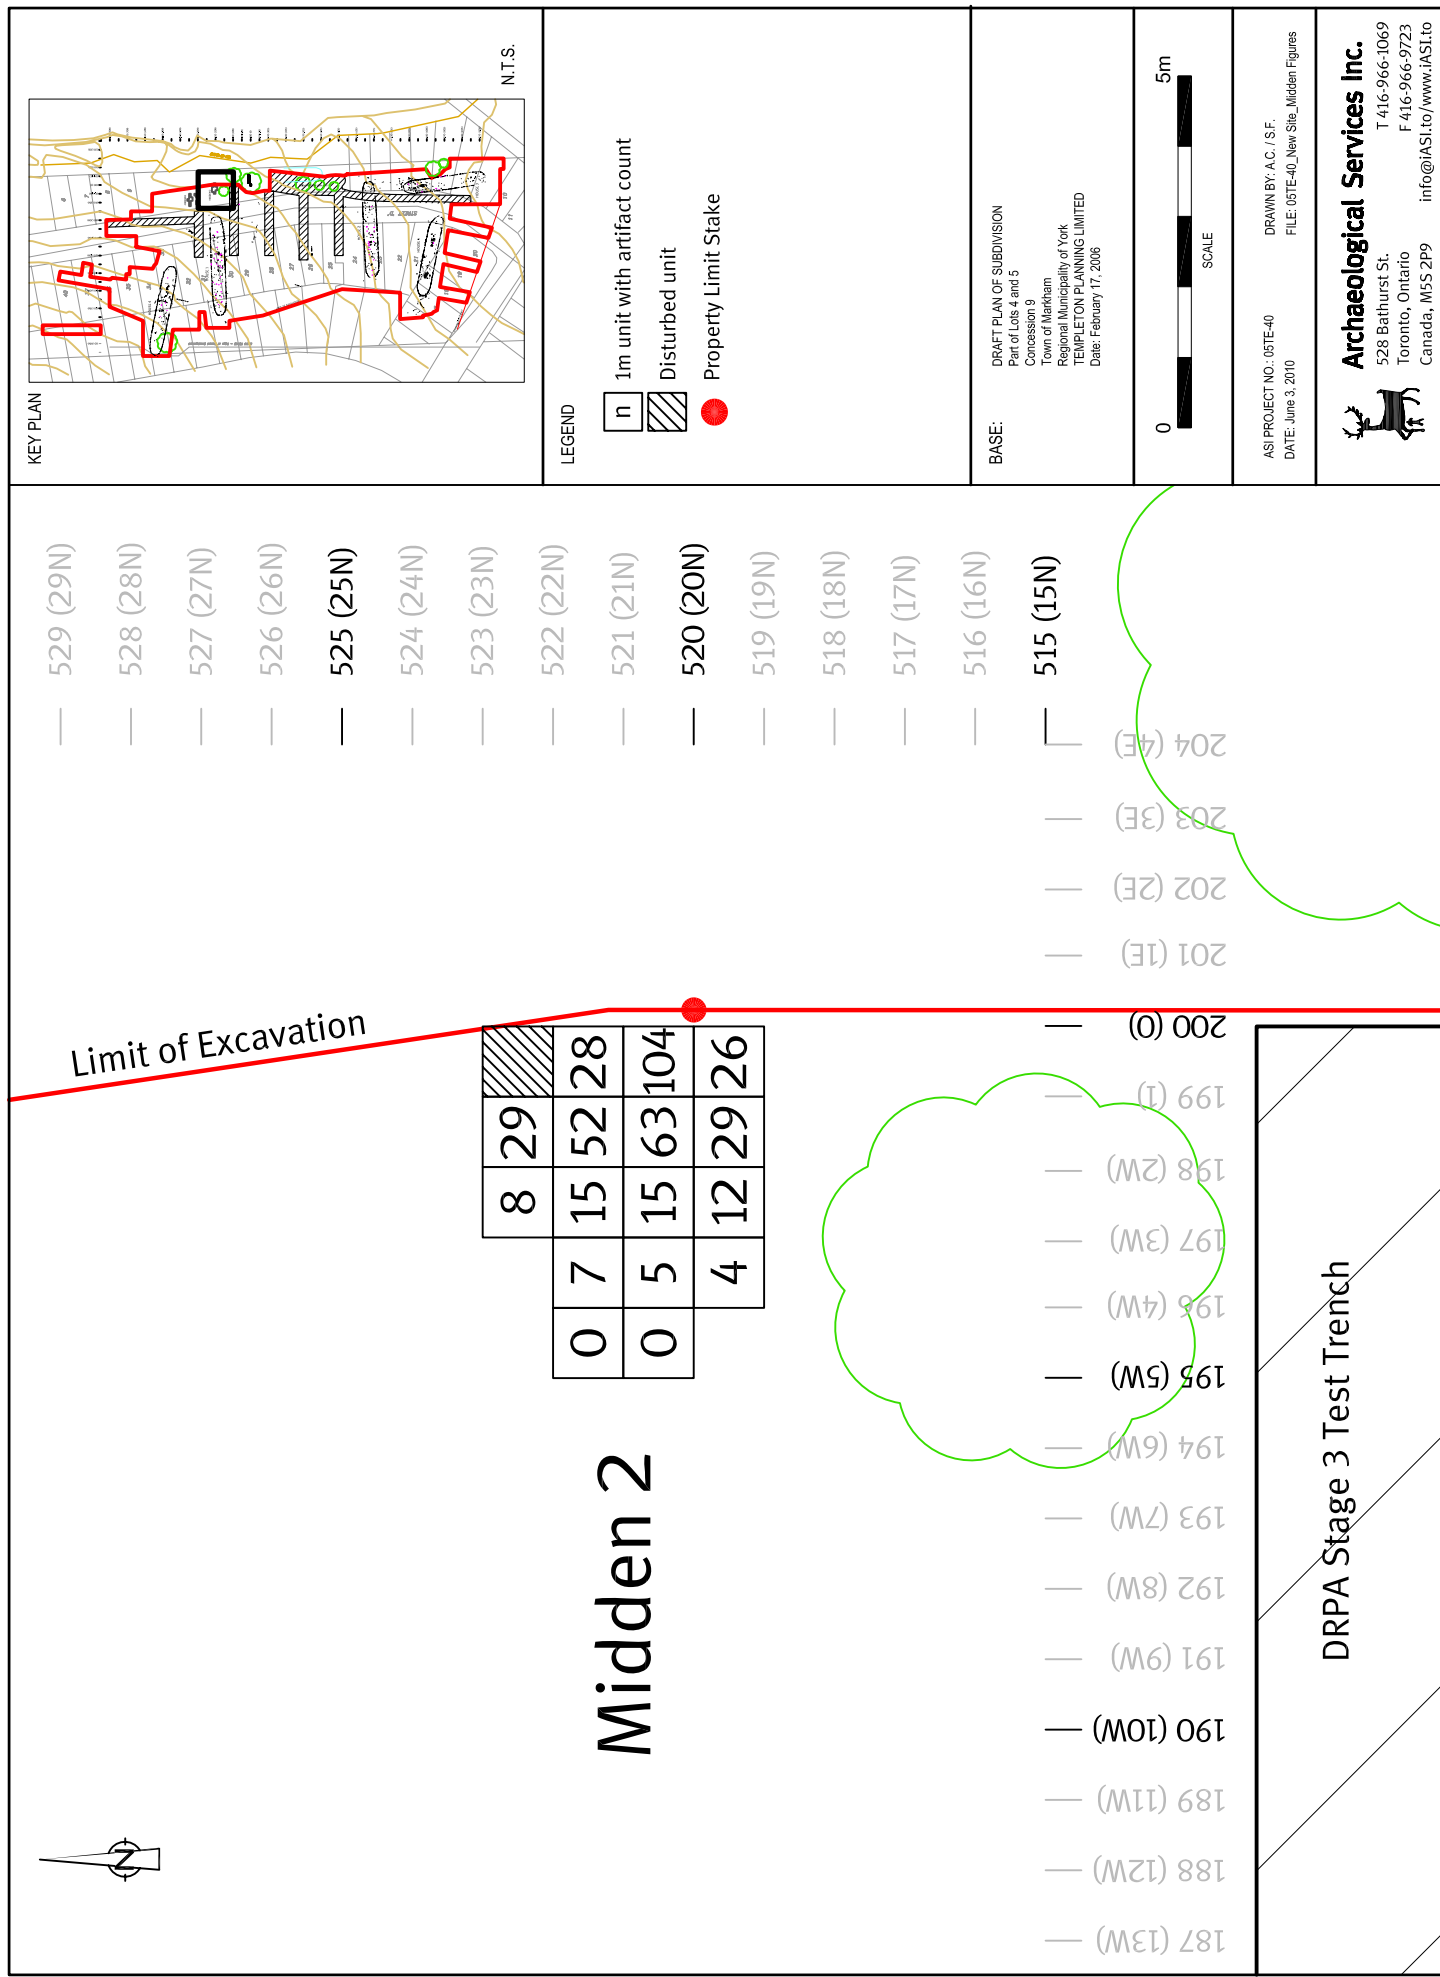 KEY PLAN
N.T.S.
LEGEND
n 1m unit with artifact count
Disturbed unit
Property Limit Stake
BASE:
DRAFT PLAN OF SUBDIVISION
Part of Lots 4 and 5
Concession 9
Town of Markham
Regional Municipality of York
TEMPLETON PLANNING LIMITED
Date: February 17, 2006
0 5m
SCALE
ASI PROJECT NO.: 05TE-40 DRAWN BY: A.C. / S.F.
DATE: June 3, 2010 FILE: 05TE-40_New Site_Midden Figures
Archaeological Services Inc.
528 Bathurst St. T 416-966-1069
Toronto, Ontario F 416-966-9723
Canada, M5S 2P9 info@iASI.to/www.iASI.to
529 (29N)
528 (28N)
527 (27N)
526 (26N)
525 (25N)
524 (24N)
523 (23N)
522 (22N)
521 (21N)
520 (20N)
519 (19N)
518 (18N)
517 (17N)
516 (16N)
515 (15N)
204 (4E)
203 (3E)
202 (2E)
201 (1E)
200 (0)
199 (1)
198 (2W)
197 (3W)
196 (4W)
195 (5W)
194 (6W)
193 (7W)
192 (8W)
191 (9W)
190 (10W)
189 (11W)
188 (12W)
187 (13W)
Limit of Excavation
8 29
0 7 15 52 28
0 5 15 63 104
4 12 29 26
Midden 2
DRPA Stage 3 Test Trench
N